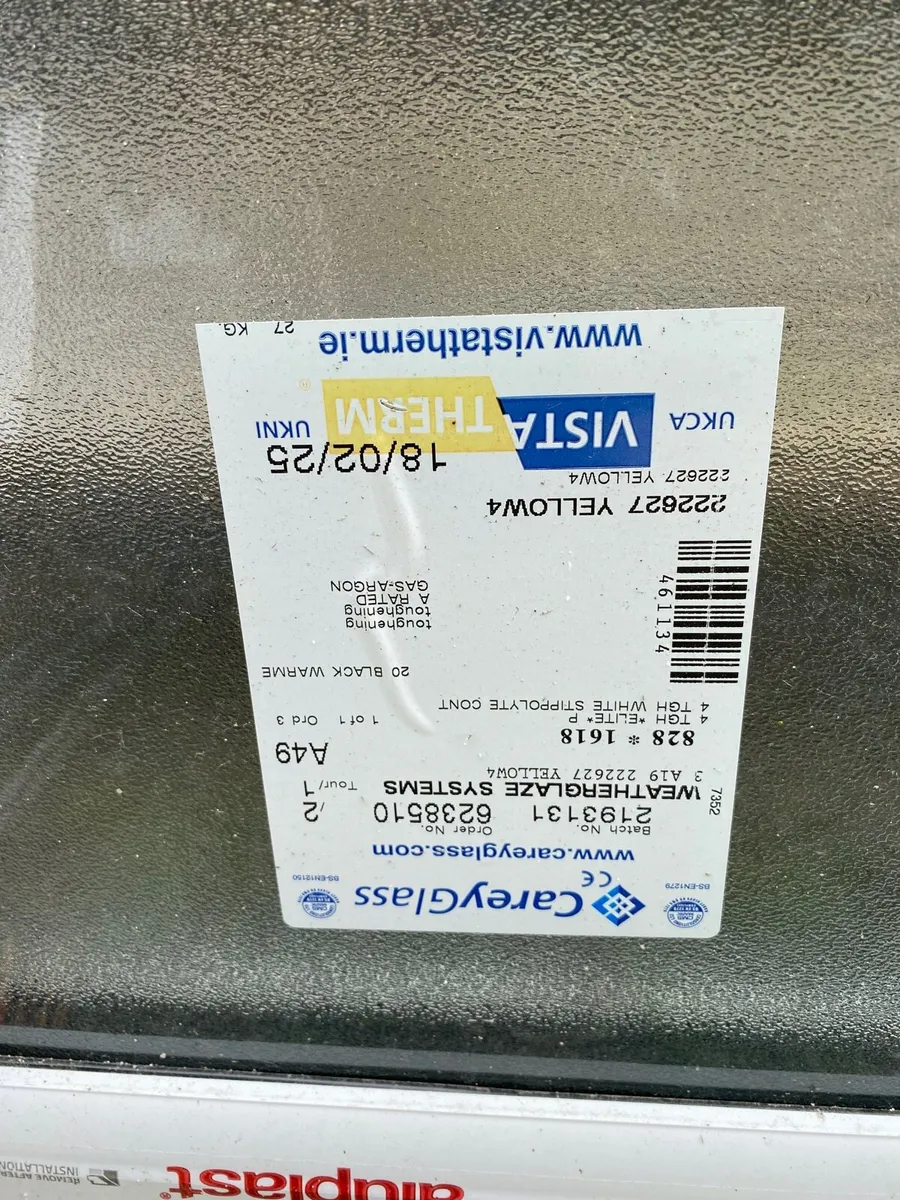 CareyGlass
CE
BS-EN1279
BS-EN12150
www.careyglass.com
Batch No.
Order No.
2193131
6238510
/2
WEATHERGLAZE SYSTEMS
Tour/1
7352
3 A19 222627 YELLOW4
A49
828 * 1618
4 TGH *ELITE* P
1 of 1 Ord 3
4 TGH WHITE STIPPOLYTE CONT
20 BLACK WARME
461134
toughening
toughening
A RATED
GAS-ARGON
222627 YELLOW4
222627 YELLOW4
18/02/25
UKCA
VISTA THERM
UKNI
www.vistatherm.ie
27 KG.
aluplast®
REMOVE AFTER
INSTALLATION